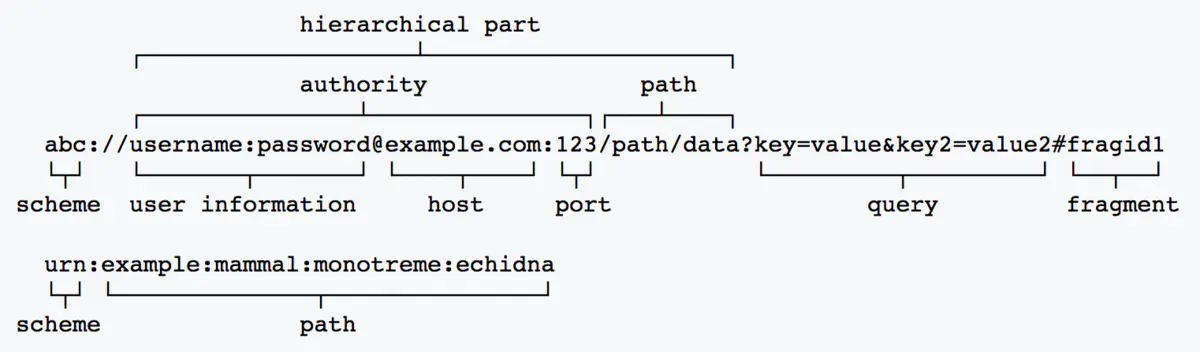 hierarchical part
authority path
abc://username:password@example.com:123/path/data?key=value&key2=value2#fragid1
scheme user information host port query fragment
urn:example:mammal:monotreme:echidna
scheme path